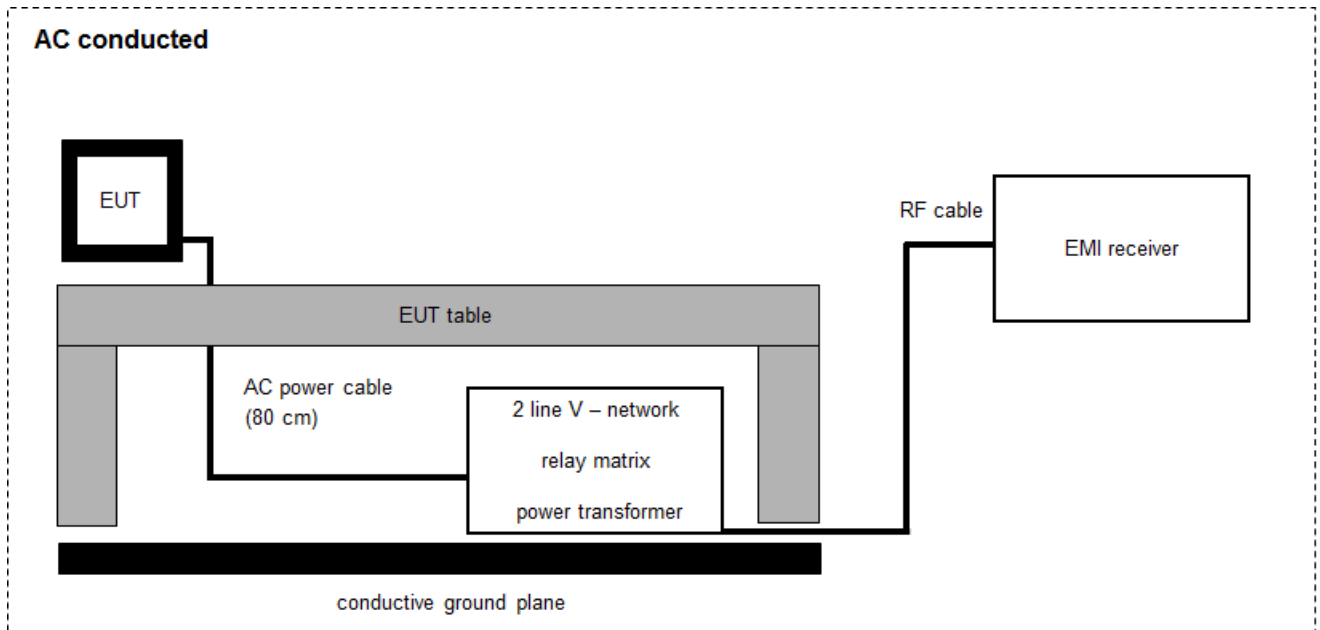 AC conducted
EUT
RF cable
EMI receiver
EUT table
AC power cable
(80 cm)
2 line V – network
relay matrix
power transformer
conductive ground plane